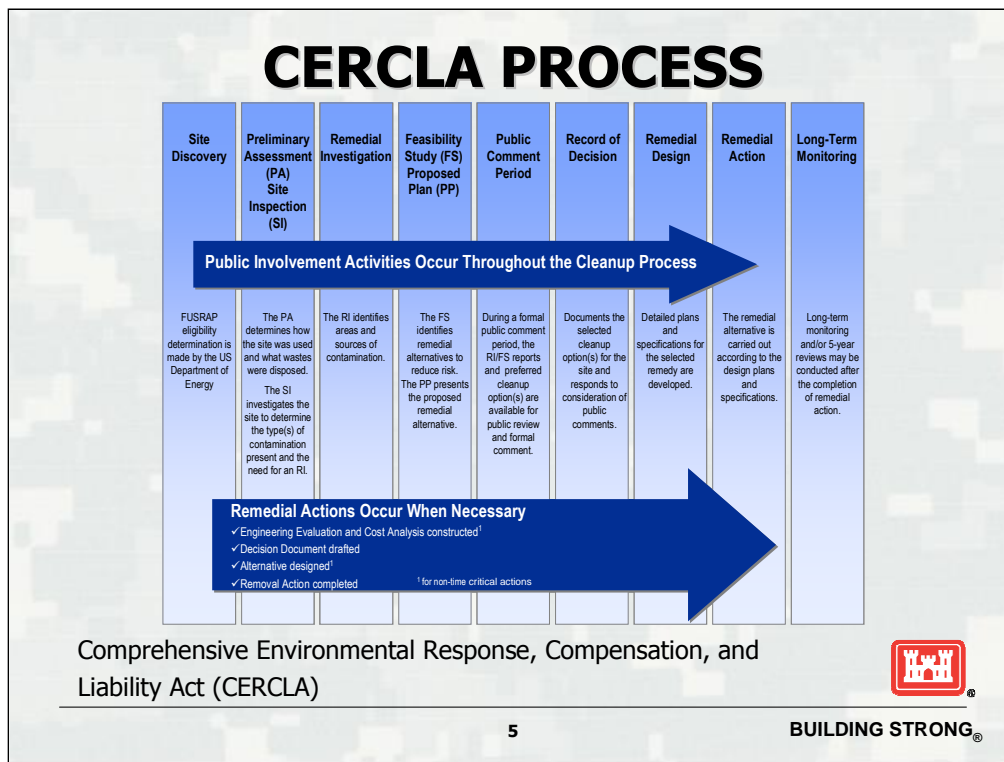 CERCLA PROCESS
Site
Discovery
Preliminary
Assessment
(PA)
Site
Inspection
(SI)
Remedial
Investigation
Feasibility
Study (FS)
Proposed
Plan (PP)
Public
Comment
Period
Record of
Decision
Remedial
Design
Remedial
Action
Long-Term
Monitoring
Public Involvement Activities Occur Throughout the Cleanup Process
FUSRAP
eligibility
determination is
made by the US
Department of
Energy
The PA
determines how
the site was used
and what wastes
were disposed.
The SI
investigates the
site to determine
the type(s) of
contamination
present and the
need for an RI.
The RI identifies
areas and
sources of
contamination.
The FS
identifies
remedial
alternatives to
reduce risk.
The PP presents
the proposed
remedial
alternative.
During a formal
public comment
period, the
RI/FS reports
and preferred
cleanup
option(s) are
available for
public review
and formal
comment.
Documents the
selected
cleanup
option(s) for the
site and
responds to
consideration of
public
comments.
Detailed plans
and
specifications for
the selected
remedy are
developed.
The remedial
alternative is
carried out
according to the
design plans
and
specifications.
Long-term
monitoring
and/or 5-year
reviews may be
conducted after
the completion
of remedial
action.
Remedial Actions Occur When Necessary
✓Engineering Evaluation and Cost Analysis constructed¹
✓Decision Document drafted
✓Alternative designed¹
✓Removal Action completed
¹ for non-time critical actions
Comprehensive Environmental Response, Compensation, and
Liability Act (CERCLA)
®
5
BUILDING STRONG®